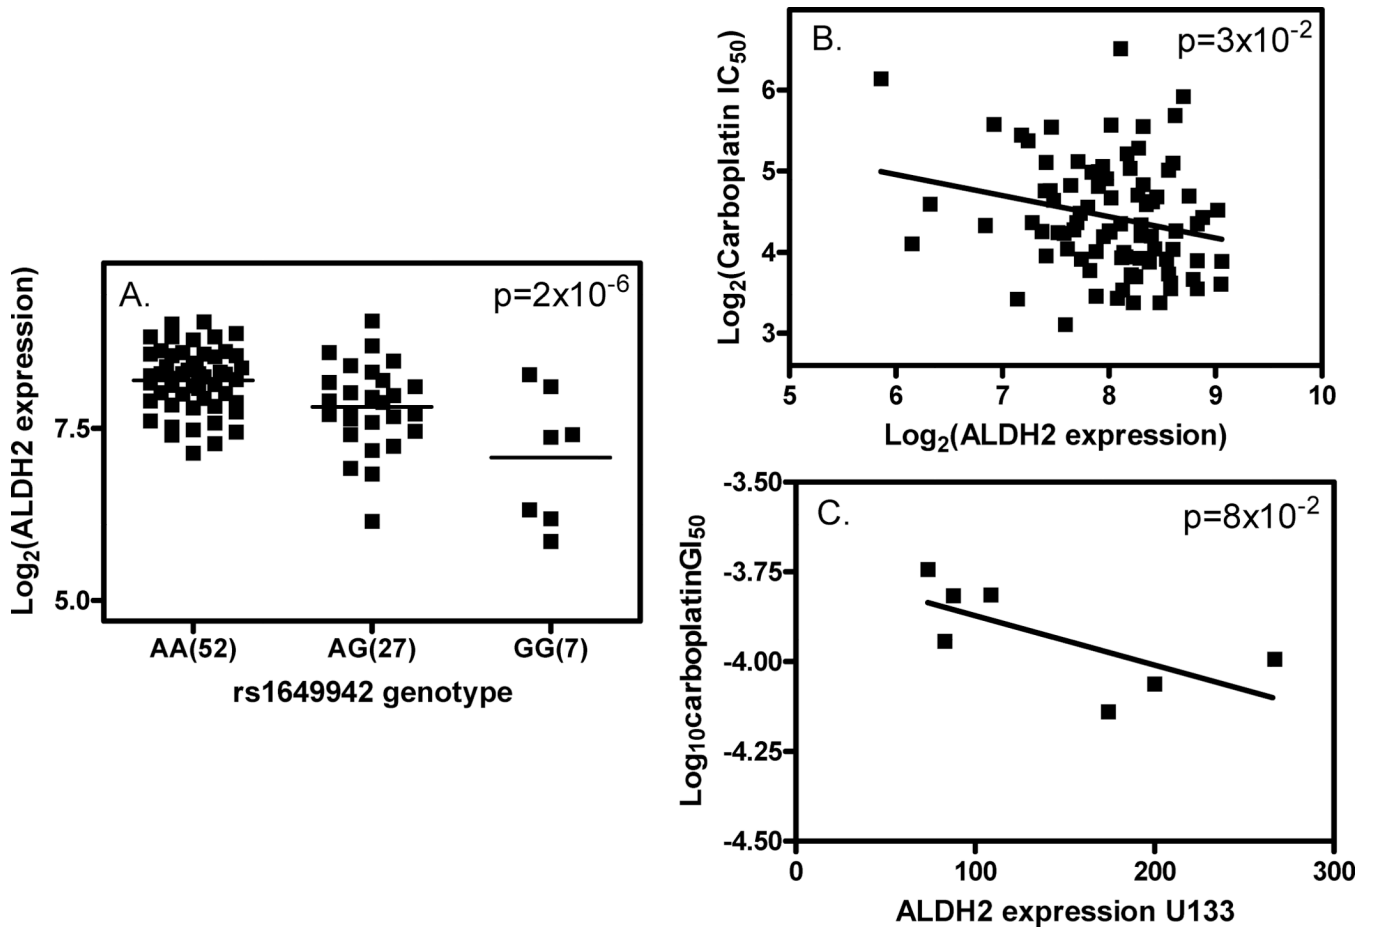 A.
p=2x10-6
Log2(ALDH2 expression)
7.5
5.0
AA(52) AG(27) GG(7)
rs1649942 genotype
B.
p=3x10-2
Log2(Carboplatin IC50)
6
5
4
3
5 6 7 8 9 10
Log2(ALDH2 expression)
C.
p=8x10-2
Log10carboplatinGI50
-3.50
-3.75
-4.00
-4.25
-4.50
0 100 200 300
ALDH2 expression U133